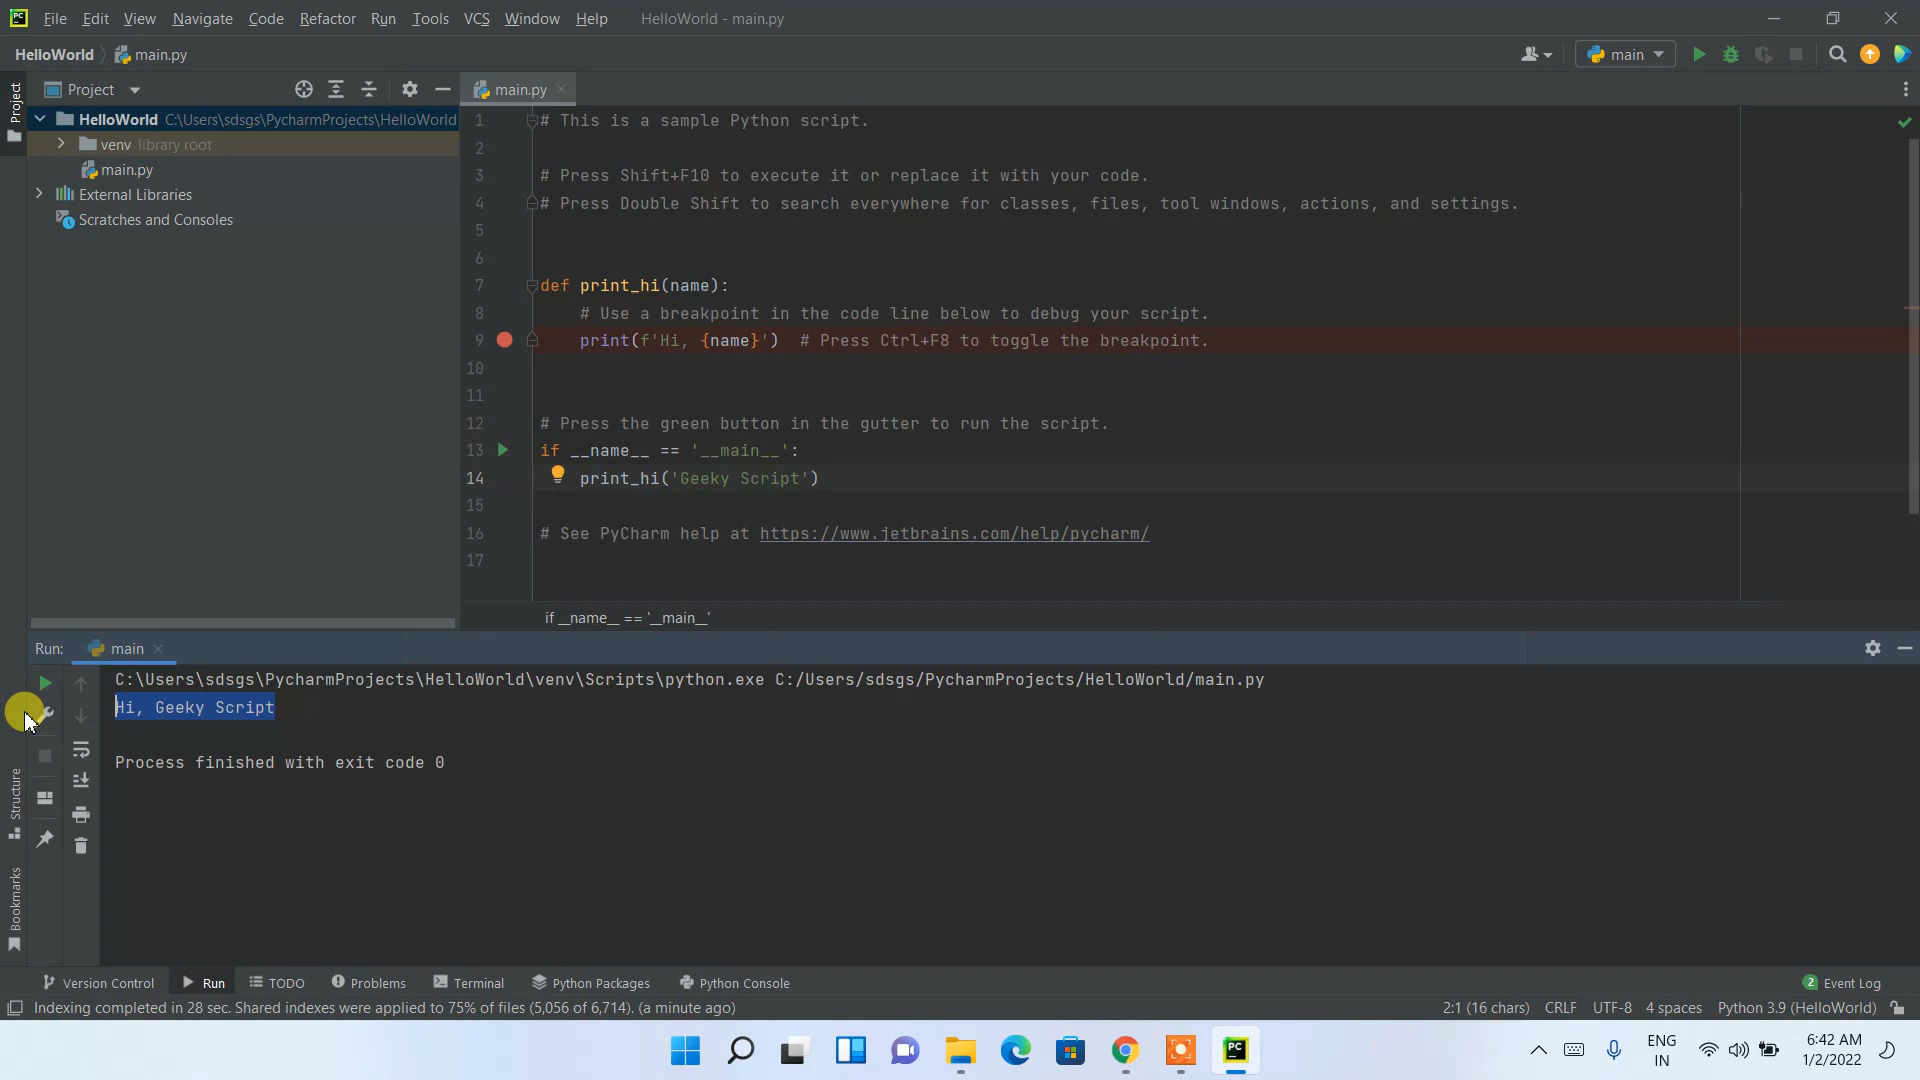 PC File Edit View Navigate Code Refactor Run Tools VCS Window Help HelloWorld - main.py
HelloWorld main.py
main
Project
Project
main.py
HelloWorld C:\Users\sdsgs\PycharmProjects\HelloWorld
venv library root
main.py
External Libraries
Scratches and Consoles
1 # This is a sample Python script.
2
3 # Press Shift+F10 to execute it or replace it with your code.
4 # Press Double Shift to search everywhere for classes, files, tool windows, actions, and settings.
5
6
7 def print_hi(name):
8 # Use a breakpoint in the code line below to debug your script.
9 print(f'Hi, {name}') # Press Ctrl+F8 to toggle the breakpoint.
10
11
12 # Press the green button in the gutter to run the script.
13 if __name__ == '__main__':
14 print_hi('Geeky Script')
15
16 # See PyCharm help at https://www.jetbrains.com/help/pycharm/
17
if __name__ == '__main__'
Run: main
C:\Users\sdsgs\PycharmProjects\HelloWorld\venv\Scripts\python.exe C:/Users/sdsgs/PycharmProjects/HelloWorld/main.py
Hi, Geeky Script
Process finished with exit code 0
Structure
Bookmarks
Version Control Run TODO Problems Terminal Python Packages Python Console 2 Event Log
Indexing completed in 28 sec. Shared indexes were applied to 75% of files (5,056 of 6,714). (a minute ago) 2:1 (16 chars) CRLF UTF-8 4 spaces Python 3.9 (HelloWorld)
PC
ENG
IN
6:42 AM
1/2/2022